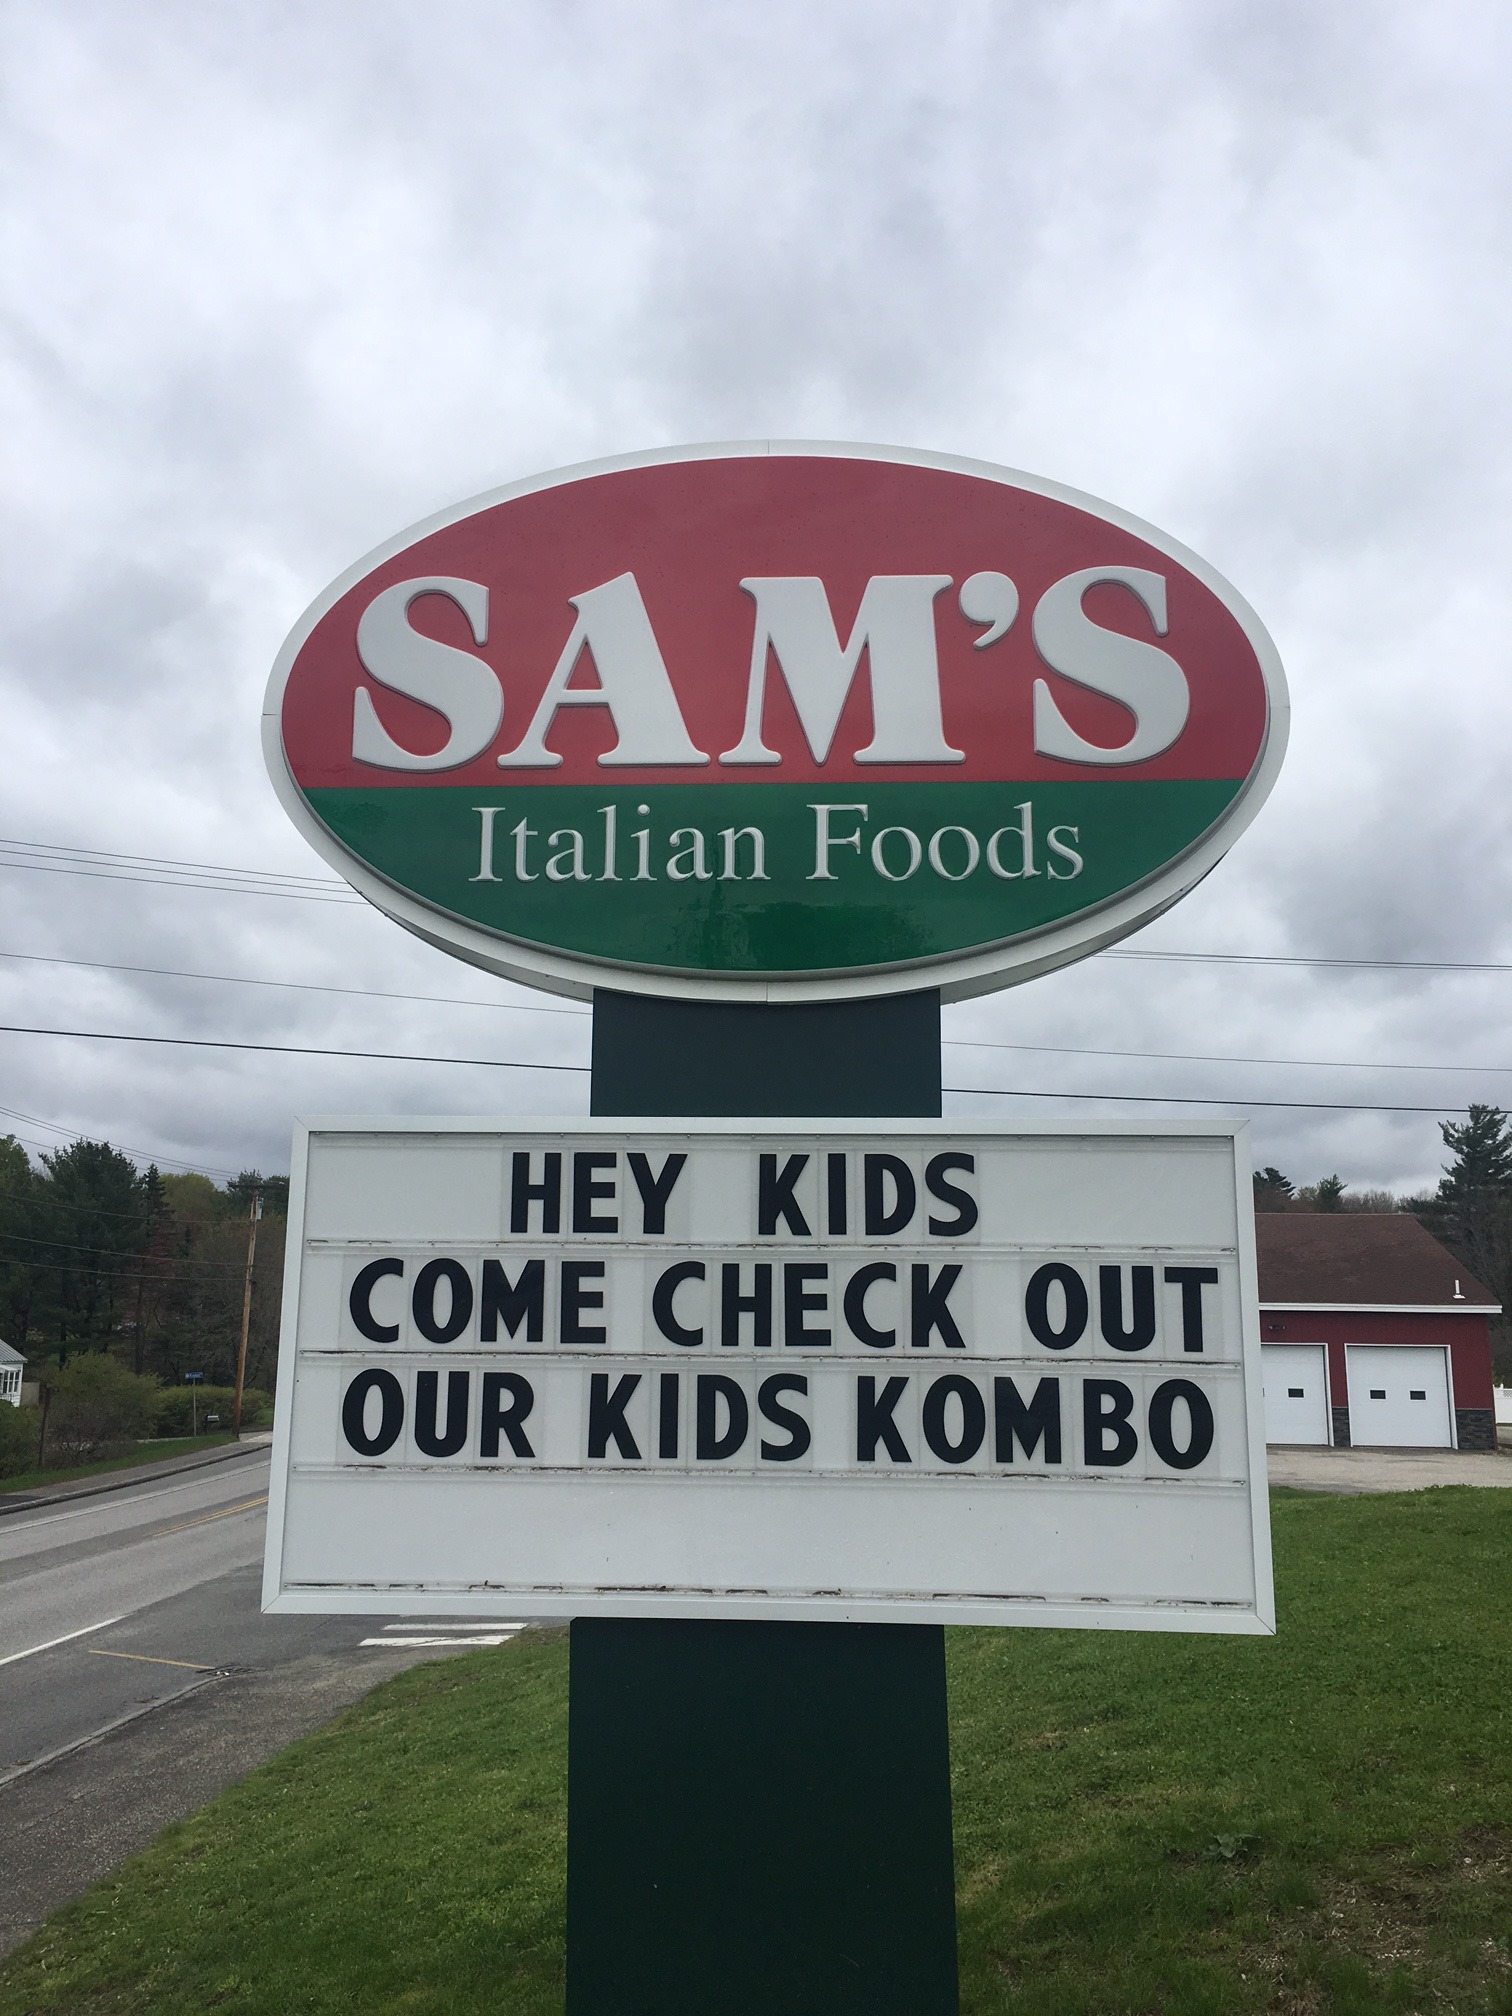 SAM'S
Italian Foods
HEY KIDS
COME CHECK OUT
OUR KIDS KOMBO